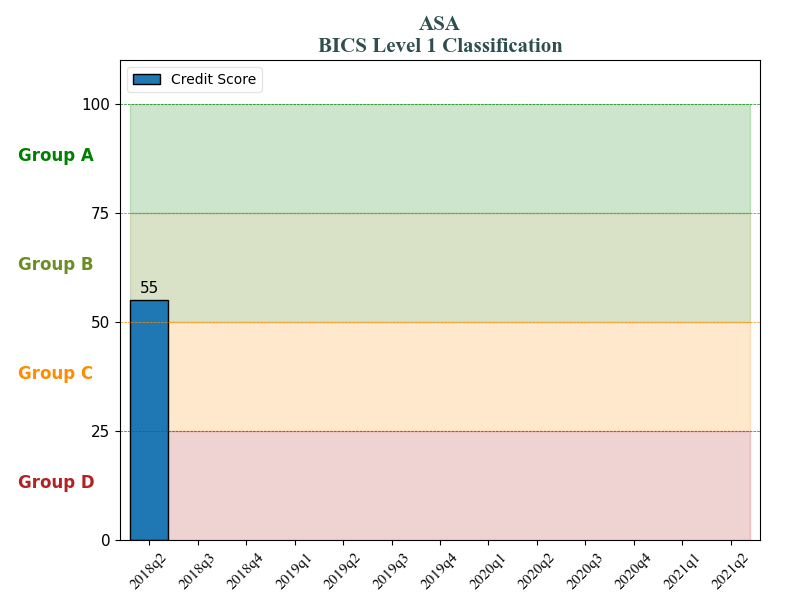 ASA
BICS Level 1 Classification
Credit Score
100
Group A
75
Group B
55
50
Group C
25
Group D
0
2018q2 2018q3 2018q4 2019q1 2019q2 2019q3 2019q4 2020q1 2020q2 2020q3 2020q4 2021q1 2021q2